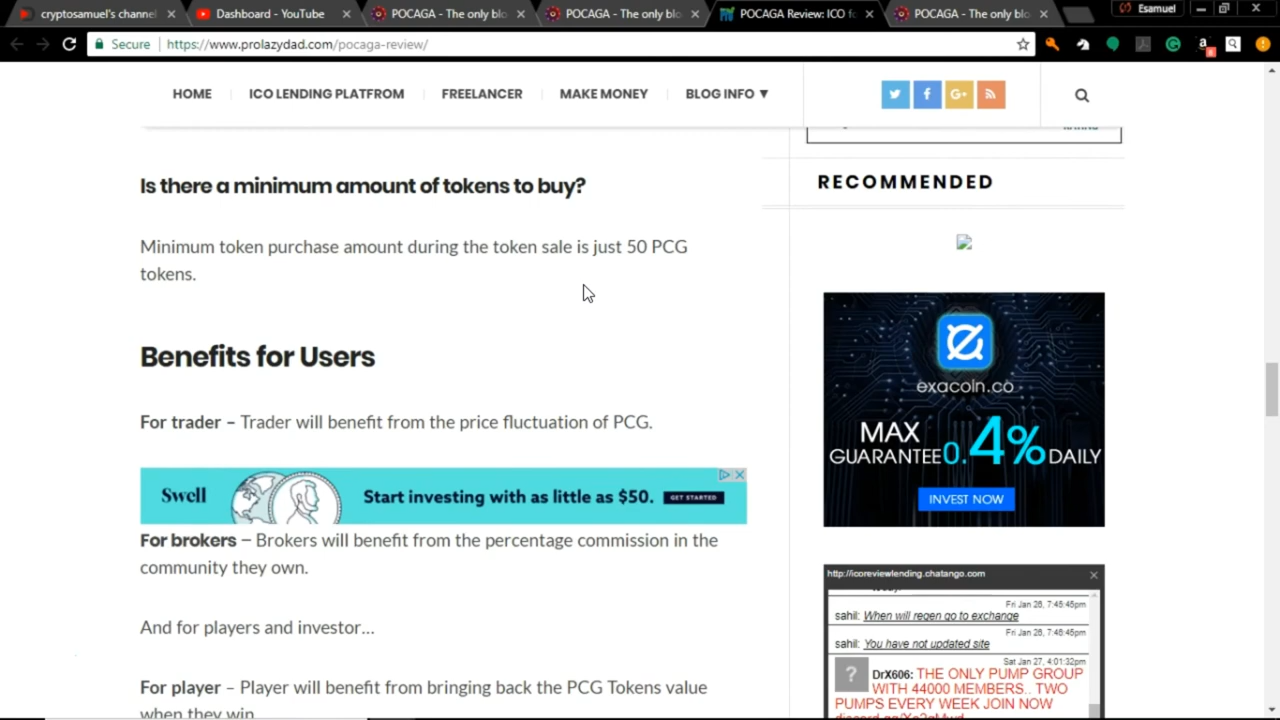 cryptosamuel's channel
Dashboard - YouTube
POCAGA - The only blo
POCAGA - The only blo
POCAGA Review: ICO fo
POCAGA - The only blo
Esamuel
Secure
https://www.prolazydad.com/pocaga-review/
HOME
ICO LENDING PLATFROM
FREELANCER
MAKE MONEY
BLOG INFO ▼
Is there a minimum amount of tokens to buy?
Minimum token purchase amount during the token sale is just 50 PCG
tokens.
Benefits for Users
For trader – Trader will benefit from the price fluctuation of PCG.
Swell
Start investing with as little as $50.
GET STARTED
For brokers – Brokers will benefit from the percentage commission in the
community they own.
And for players and investor…
For player – Player will benefit from bringing back the PCG Tokens value
when they win
RECOMMENDED
exacoin.co
MAX
GUARANTEE 0.4% DAILY
INVEST NOW
http://icoreviewlending.chatango.com
Fri Jan 26, 7:45:45pm
sahil: When will regen go to exchange
Fri Jan 26, 7:46:45pm
sahil: You have not updated site
Sat Jan 27, 4:01:32pm
DrX606: THE ONLY PUMP GROUP
WITH 44000 MEMBERS.. TWO
PUMPS EVERY WEEK JOIN NOW